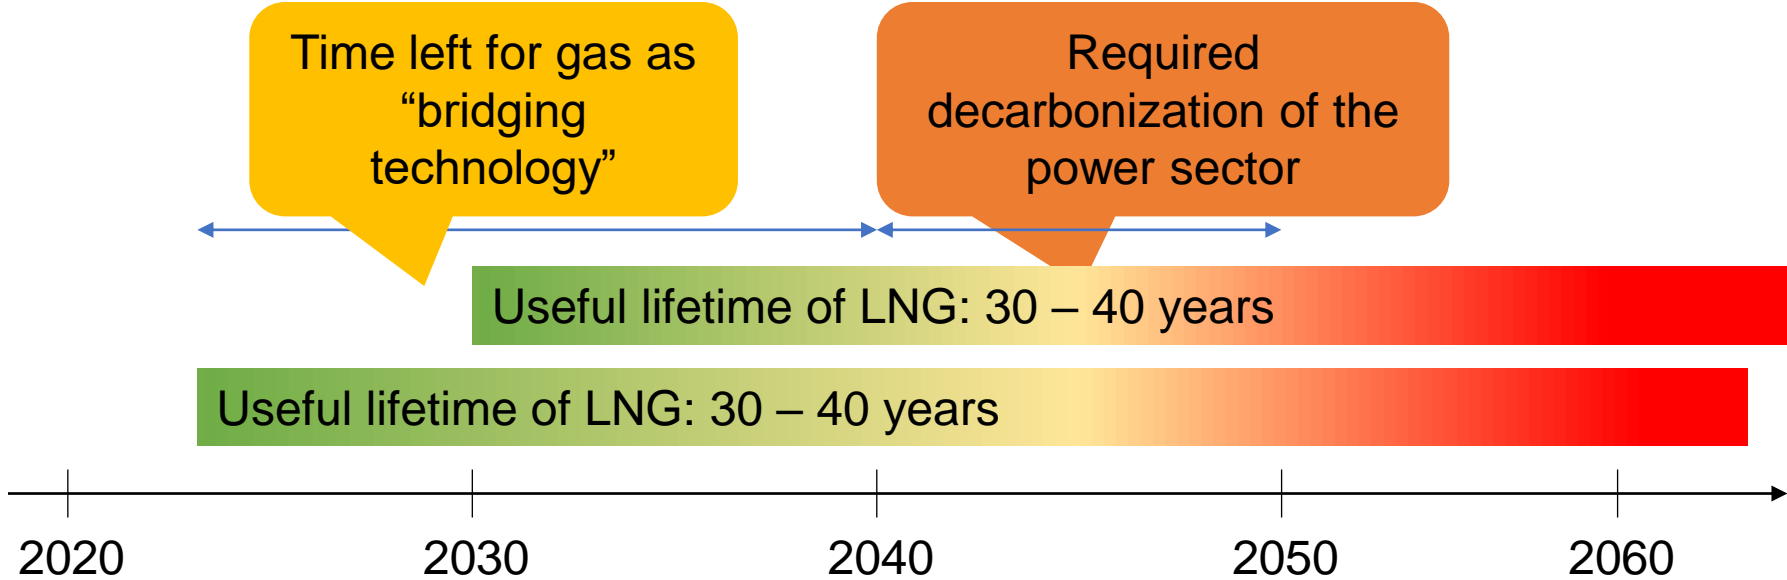 Time left for gas as
“bridging
technology”
Required
decarbonization of the
power sector
Useful lifetime of LNG: 30 – 40 years
Useful lifetime of LNG: 30 – 40 years
2020 2030 2040 2050 2060